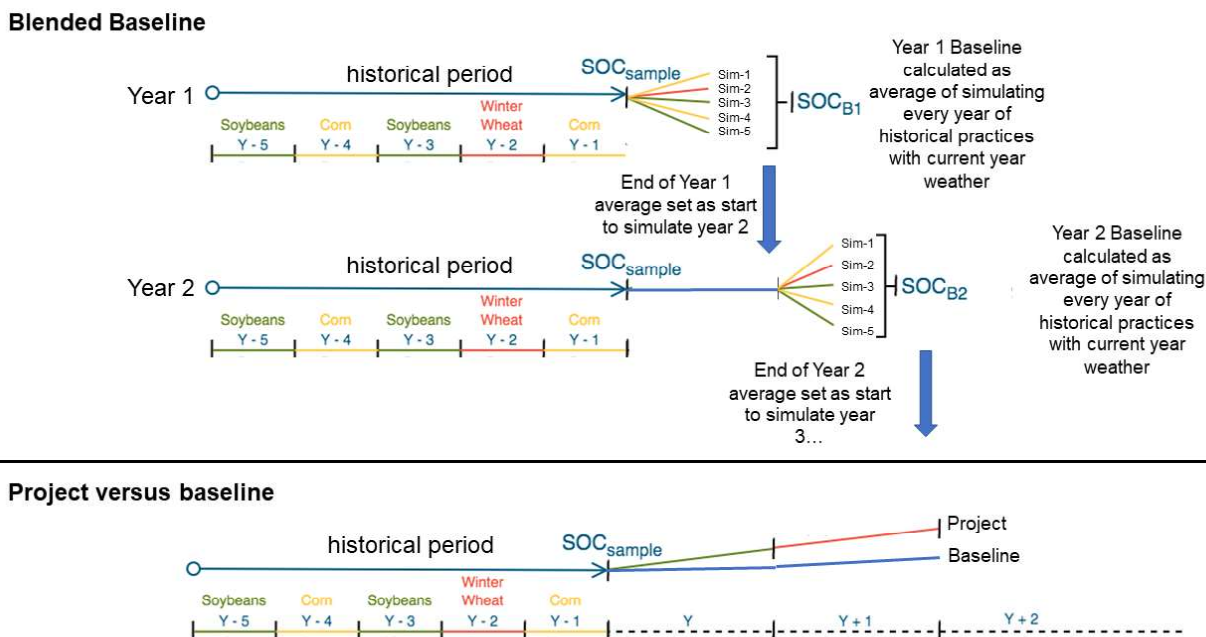 Blended Baseline
Year 1
historical period
SOCsample
Soybeans
Y - 5
Corn
Y - 4
Soybeans
Y - 3
Winter
Wheat
Y - 2
Corn
Y - 1
Sim-1
Sim-2
Sim-3
Sim-4
Sim-5
SOCB1
Year 1 Baseline
calculated as
average of simulating
every year of
historical practices
with current year
weather
End of Year 1
average set as start
to simulate year 2
Year 2
historical period
SOCsample
Soybeans
Y - 5
Corn
Y - 4
Soybeans
Y - 3
Winter
Wheat
Y - 2
Corn
Y - 1
Sim-1
Sim-2
Sim-3
Sim-4
Sim-5
SOCB2
Year 2 Baseline
calculated as
average of simulating
every year of
historical practices
with current year
weather
End of Year 2
average set as start
to simulate year
3…
Project versus baseline
historical period
SOCsample
Project
Baseline
Soybeans
Y - 5
Corn
Y - 4
Soybeans
Y - 3
Winter
Wheat
Y - 2
Corn
Y - 1
Y
Y + 1
Y + 2